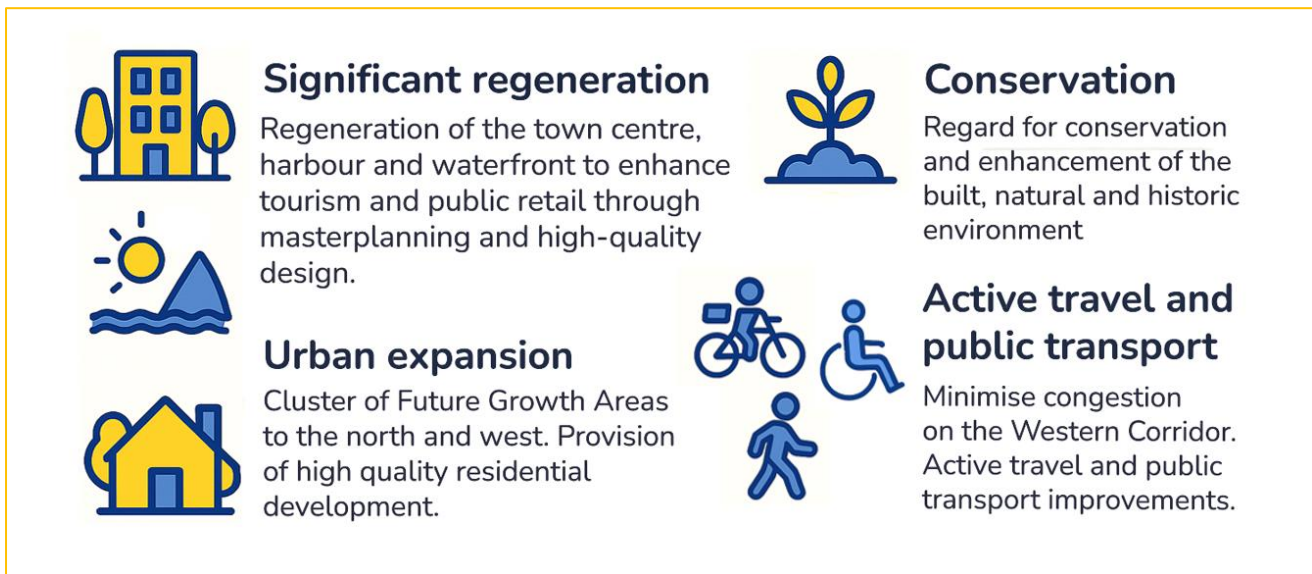 Significant regeneration
Regeneration of the town centre,
harbour and waterfront to enhance
tourism and public retail through
masterplanning and high-quality
design.
Urban expansion
Cluster of Future Growth Areas
to the north and west. Provision
of high quality residential
development.
Conservation
Regard for conservation
and enhancement of the
built, natural and historic
environment
Active travel and
public transport
Minimise congestion
on the Western Corridor.
Active travel and public
transport improvements.